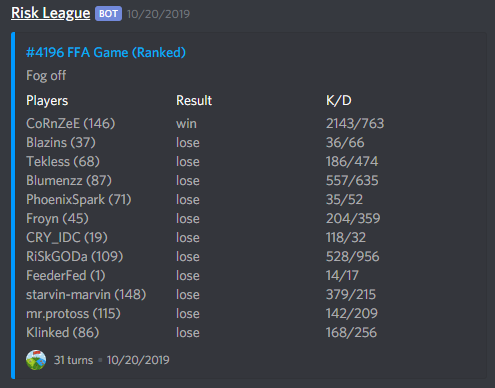 Risk League BOT 10/20/2019
#4196 FFA Game (Ranked)
Fog off
Players Result K/D
CoRnZeE (146) win 2143/763
Blazins (37) lose 36/66
Tekless (68) lose 186/474
Blumenzz (87) lose 557/635
PhoenixSpark (71) lose 35/52
Froyn (45) lose 204/359
CRY_IDC (19) lose 118/32
RiSkGODa (109) lose 528/956
FeederFed (1) lose 14/17
starvin-marvin (148) lose 379/215
mr.protoss (115) lose 142/209
Klinked (86) lose 168/256
31 turns • 10/20/2019